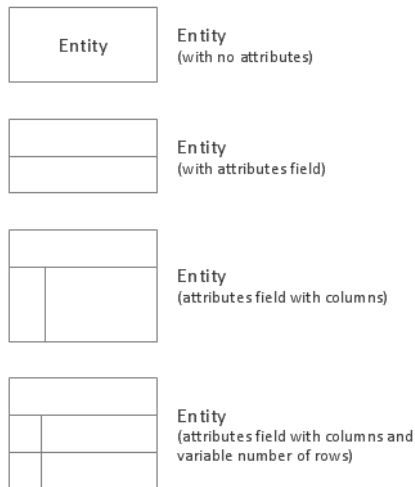 Entity
Entity
(with no attributes)
Entity
(with attributes field)
Entity
(attributes field with columns)
Entity
(attributes field with columns and
variable number of rows)